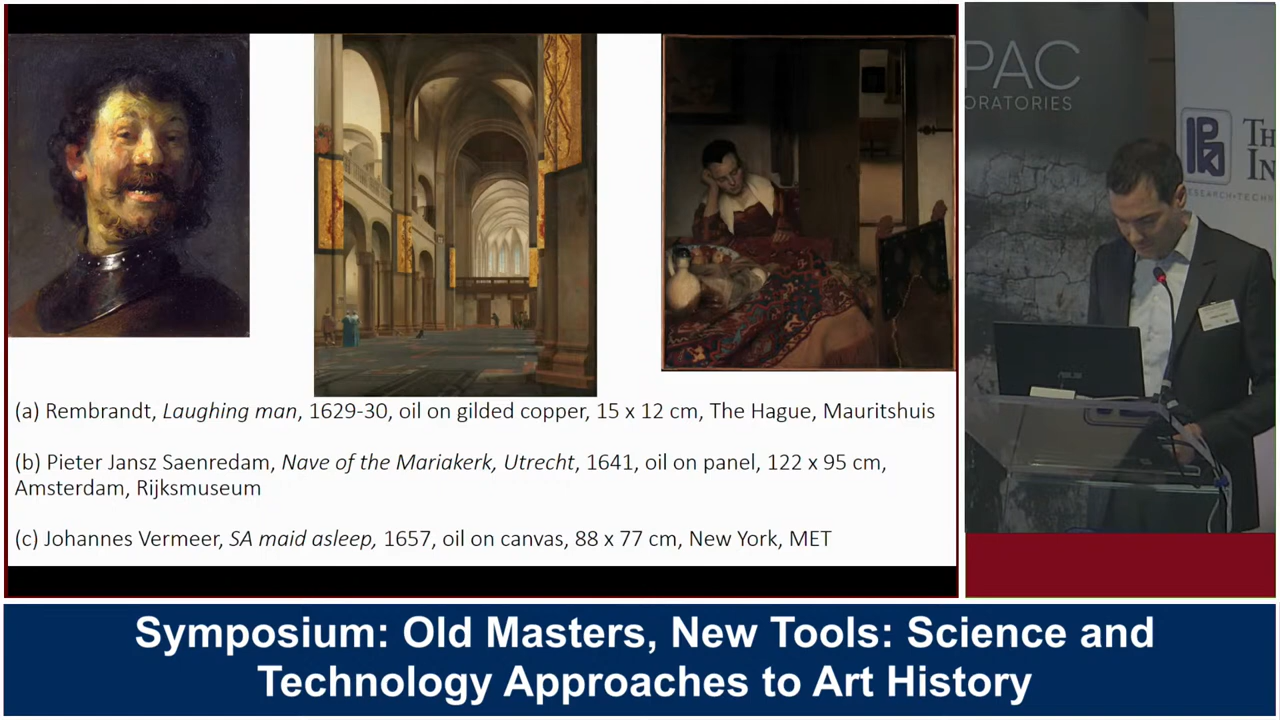 PAC
ORATORIES
TH
IN
(a) Rembrandt, Laughing man, 1629-30, oil on gilded copper, 15 x 12 cm, The Hague, Mauritshuis
(b) Pieter Jansz Saenredam, Nave of the Mariakerk, Utrecht, 1641, oil on panel, 122 x 95 cm,
Amsterdam, Rijksmuseum
(c) Johannes Vermeer, SA maid asleep, 1657, oil on canvas, 88 x 77 cm, New York, MET
ASUS
Symposium: Old Masters, New Tools: Science and
Technology Approaches to Art History